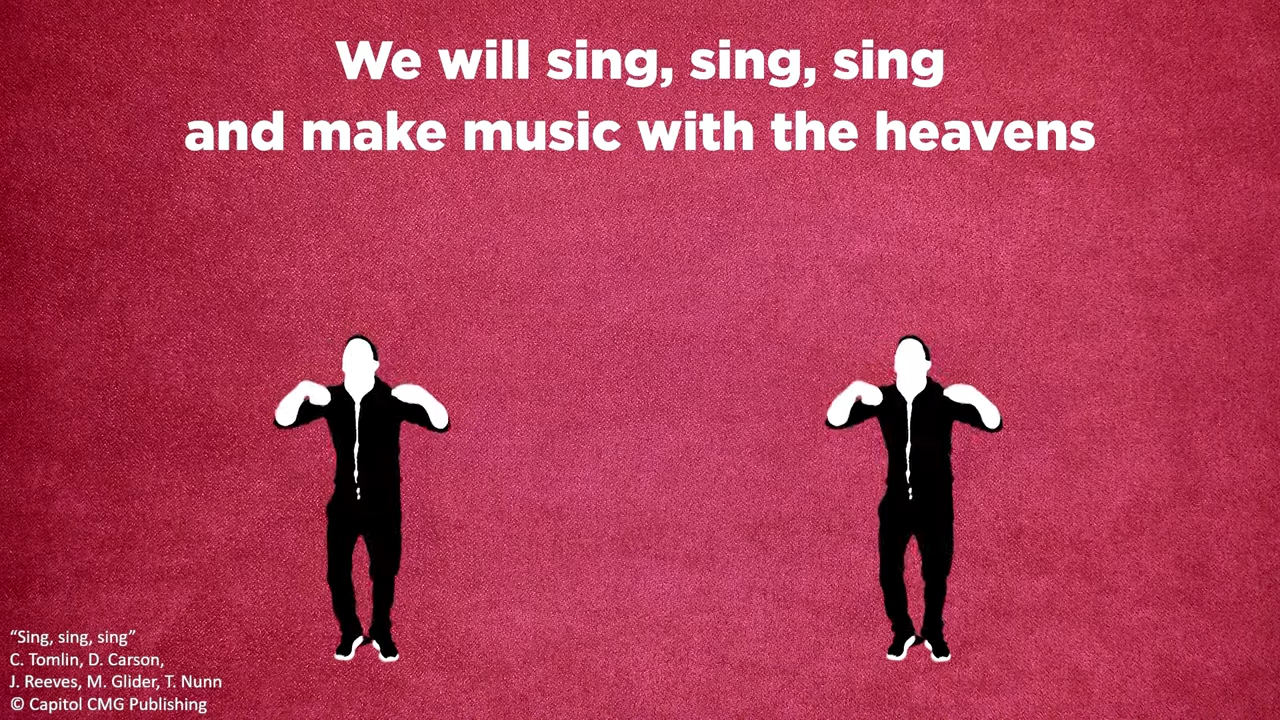 We will sing, sing, sing
and make music with the heavens
“Sing, sing, sing”
C. Tomlin, D. Carson,
J. Reeves, M. Glider, T. Nunn
© Capitol CMG Publishing